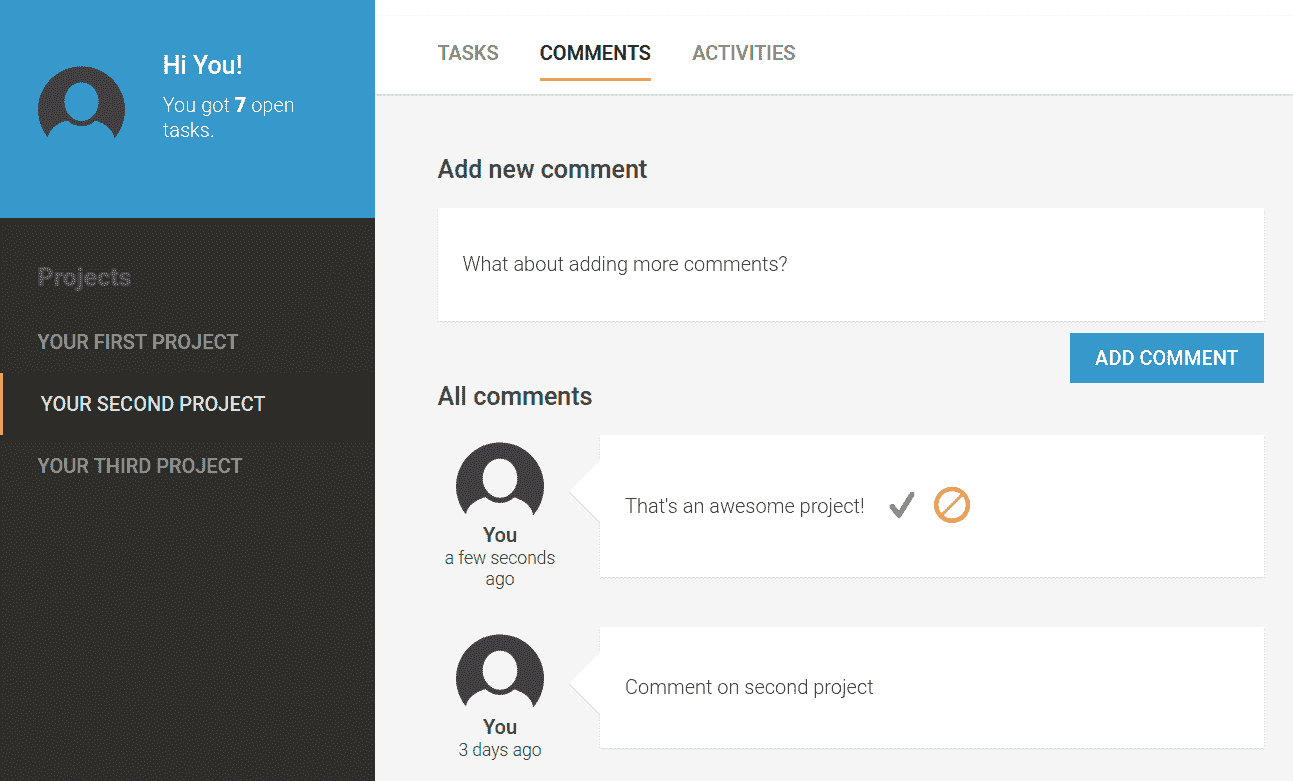 Hi You!
You got 7 open
tasks.
Projects
YOUR FIRST PROJECT
YOUR SECOND PROJECT
YOUR THIRD PROJECT
TASKS COMMENTS ACTIVITIES
Add new comment
What about adding more comments?
ADD COMMENT
All comments
You
a few seconds
ago
That's an awesome project!
You
3 days ago
Comment on second project